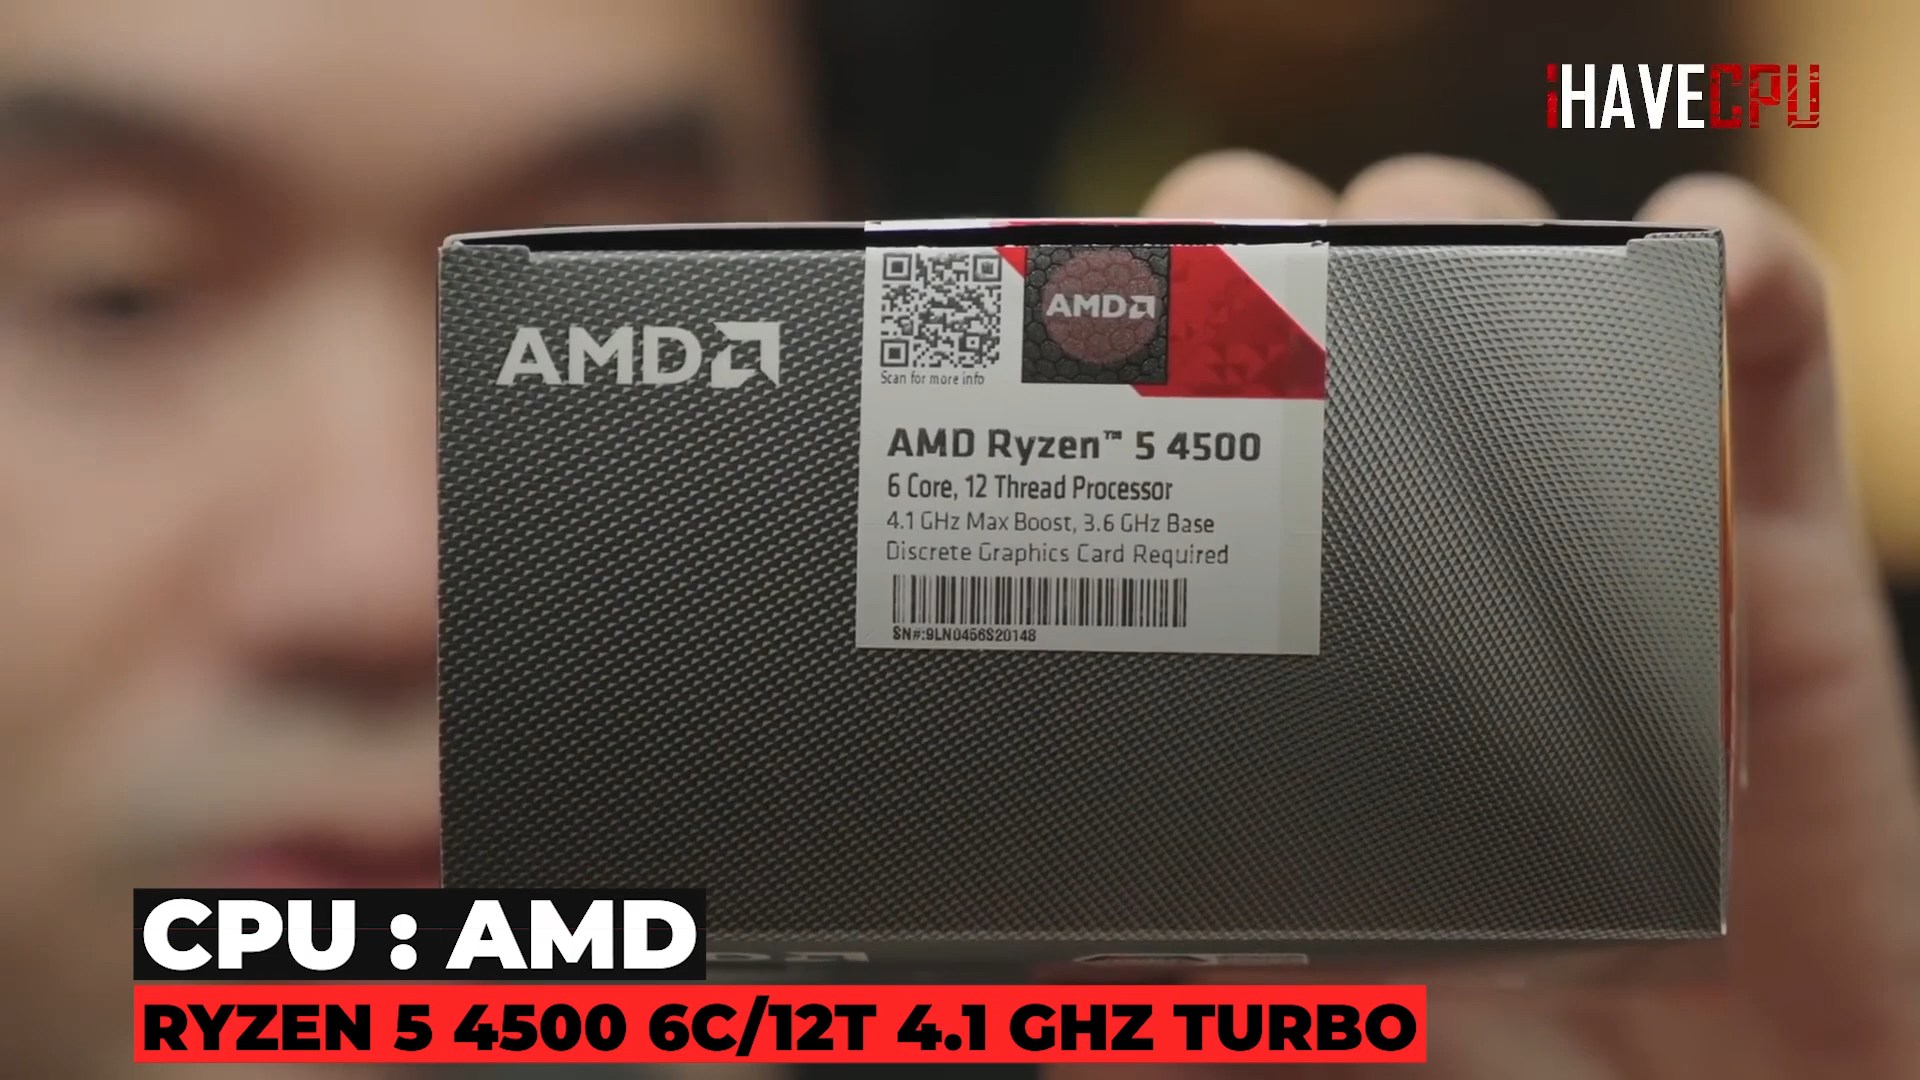 iHAVECPU
AMD
AMD
Scan for more info
AMD Ryzen™ 5 4500
6 Core, 12 Thread Processor
4.1 GHz Max Boost, 3.6 GHz Base
Discrete Graphics Card Required
SN#:9LN0456S20148
CPU : AMD
RYZEN 5 4500 6C/12T 4.1 GHZ TURBO